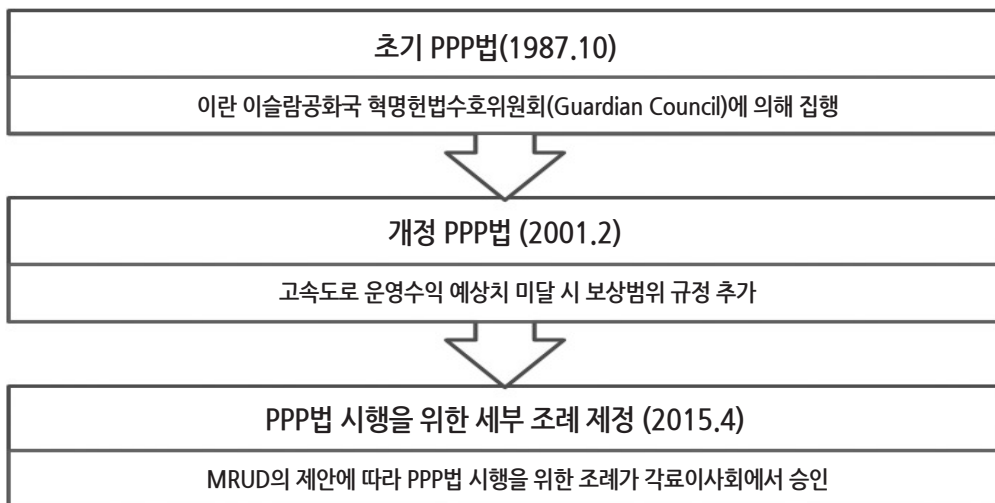 초기 PPP법(1987.10)
이란 이슬람공화국 혁명헌법수호위원회(Guardian Council)에 의해 집행
개정 PPP법 (2001.2)
고속도로 운영수익 예상치 미달 시 보상범위 규정 추가
PPP법 시행을 위한 세부 조례 제정 (2015.4)
MRUD의 제안에 따라 PPP법 시행을 위한 조례가 각료이사회에서 승인